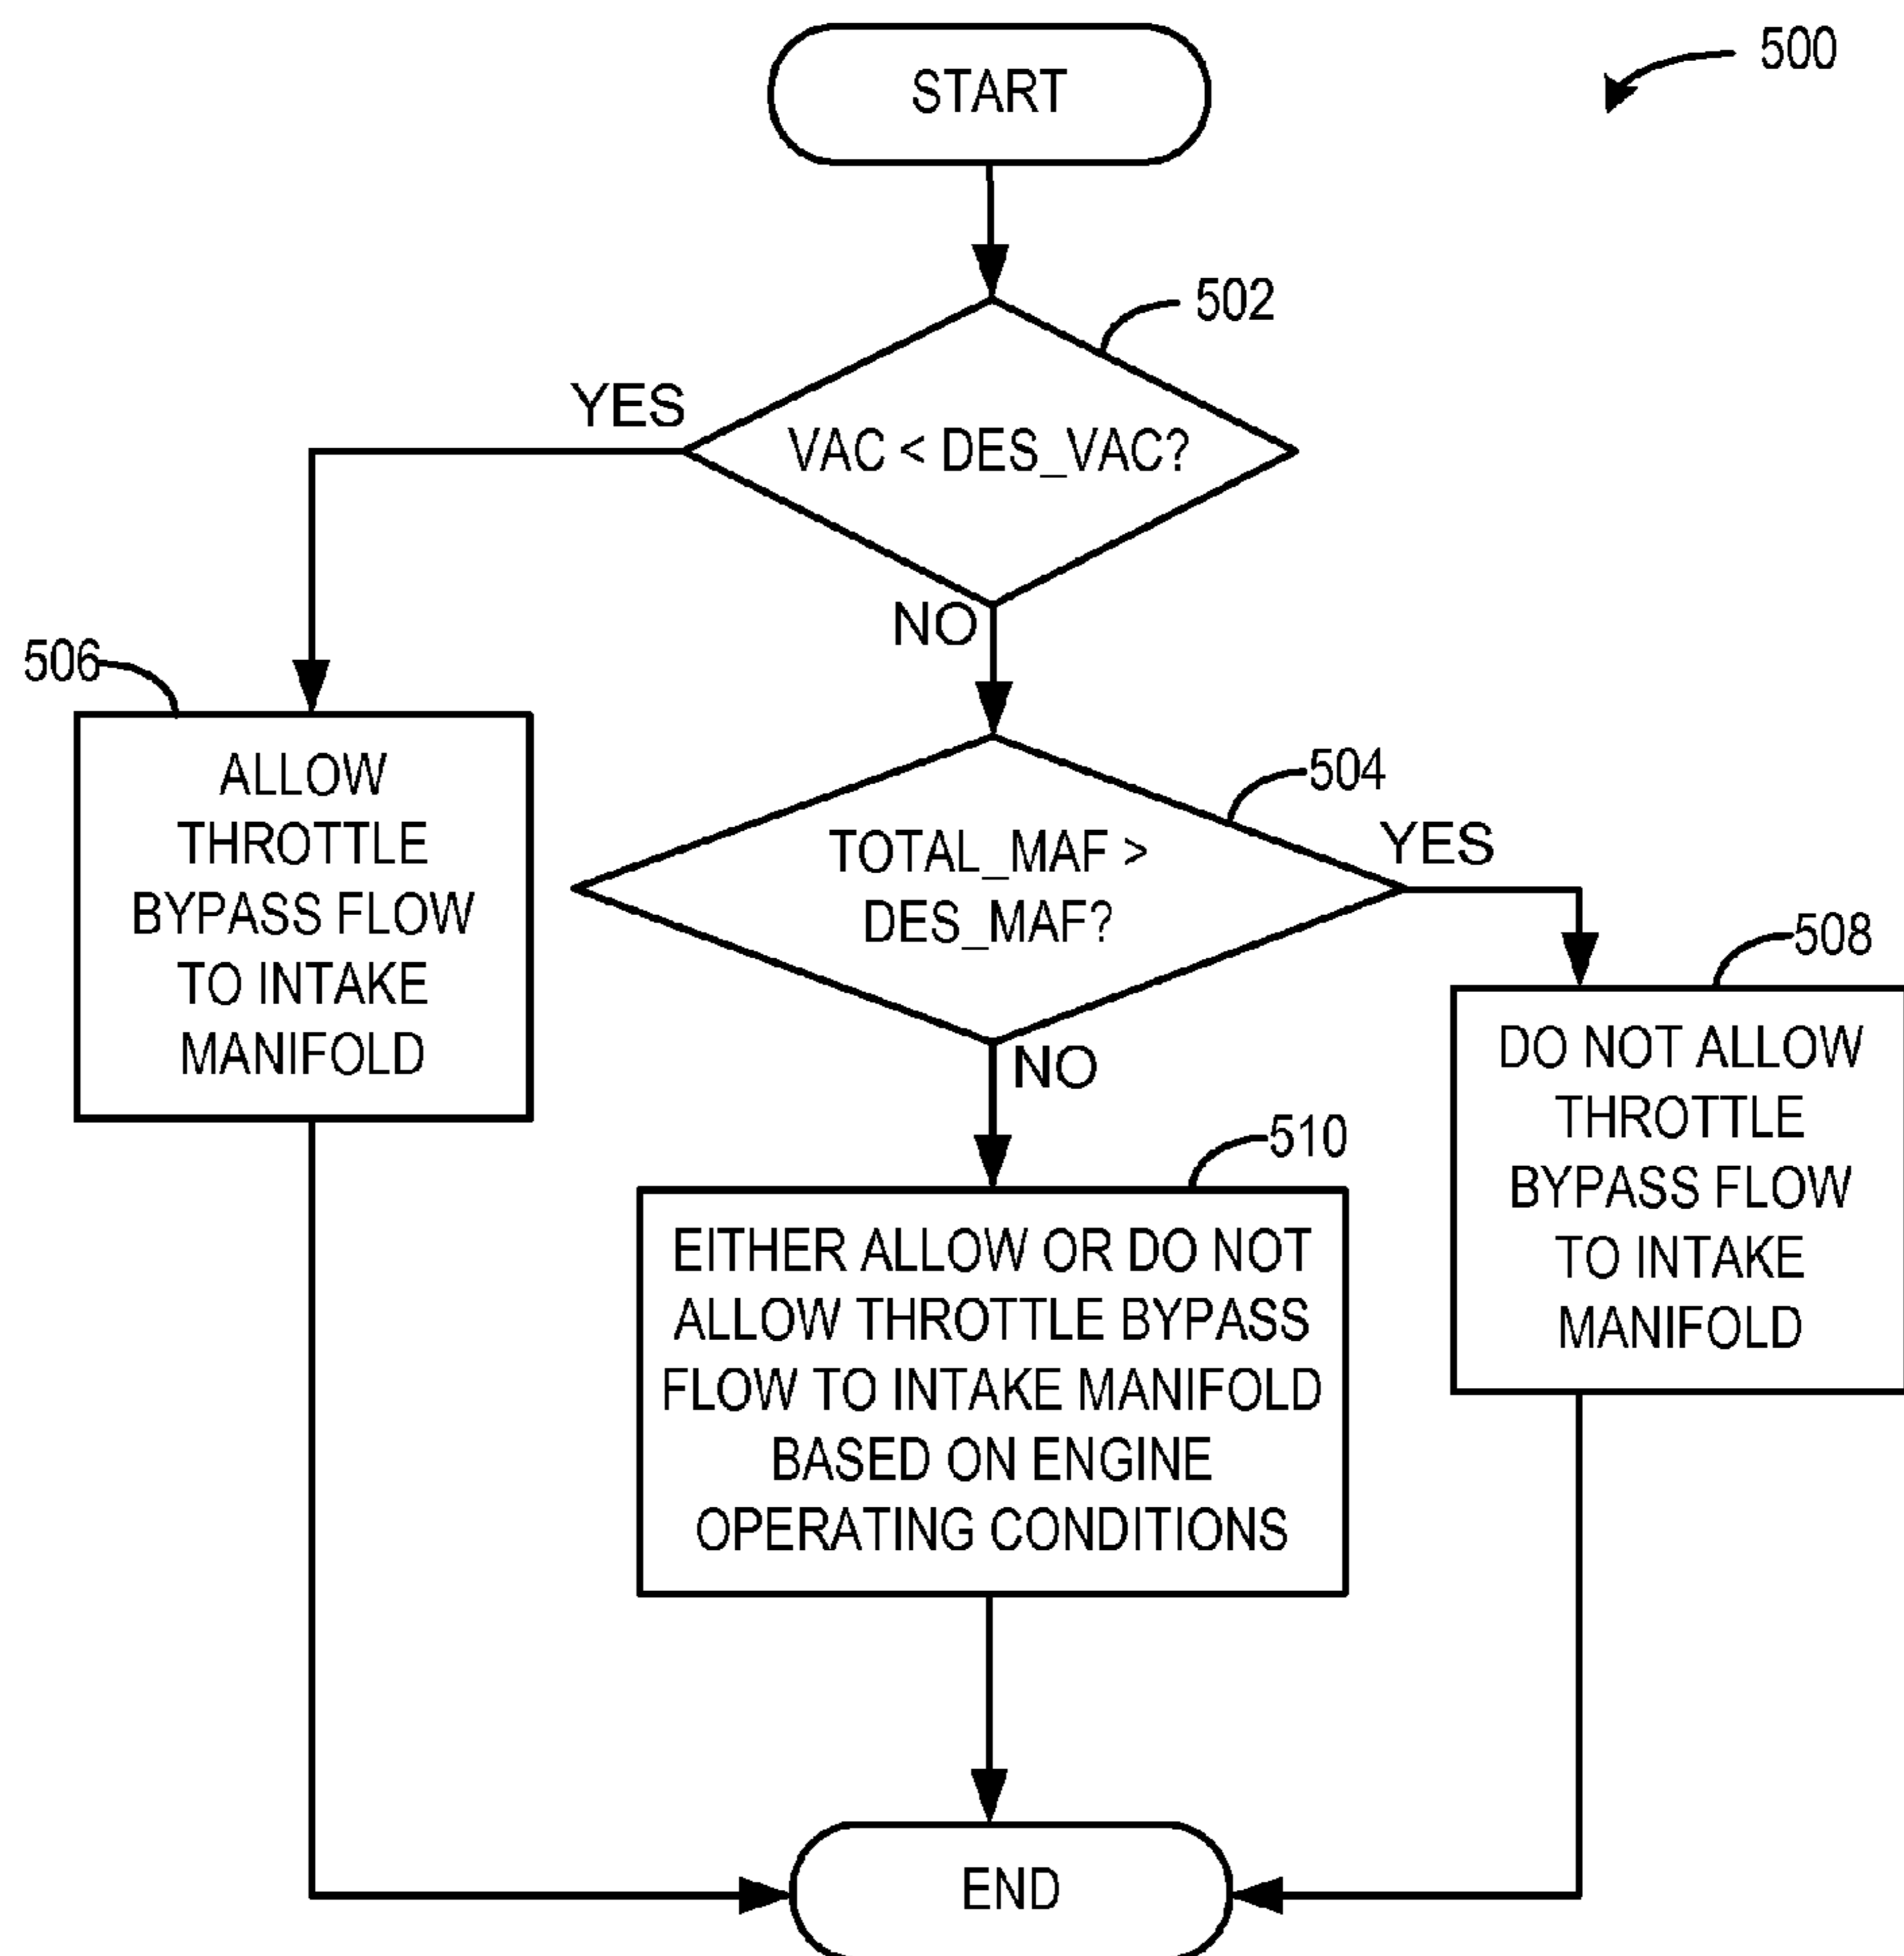 START
500
502
YES
VAC < DES_VAC?
NO
506
ALLOW
THROTTLE
BYPASS FLOW
TO INTAKE
MANIFOLD
504
TOTAL_MAF >
DES_MAF?
YES
NO
508
DO NOT ALLOW
THROTTLE
BYPASS FLOW
TO INTAKE
MANIFOLD
510
EITHER ALLOW OR DO NOT
ALLOW THROTTLE BYPASS
FLOW TO INTAKE MANIFOLD
BASED ON ENGINE
OPERATING CONDITIONS
END